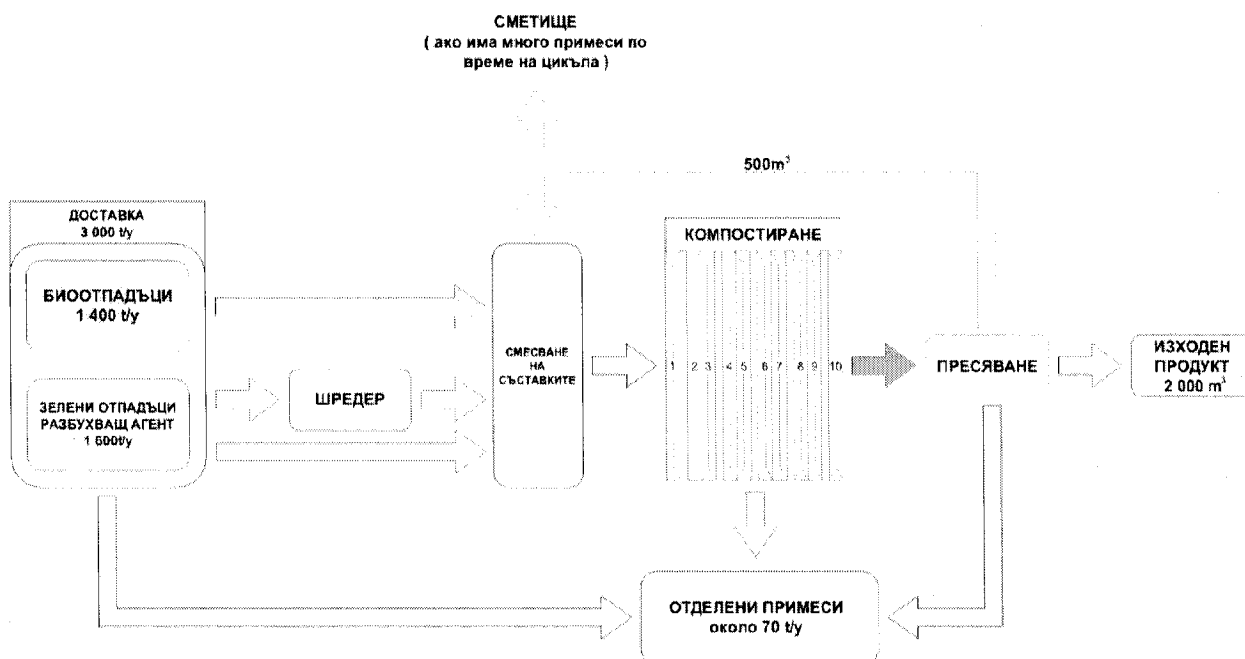 СМЕТИЩЕ
( ако има много примеси по
време на цикъла )
500m³
ДОСТАВКА
3 000 t/y
БИООТПАДЪЦИ
1 400 t/y
ЗЕЛЕНИ ОТПАДЪЦИ
РАЗБУХВАЩ АГЕНТ
1 600t/y
ШРЕДЕР
СМЕСВАНЕ
НА
СЪСТАВКИТЕ
КОМПОСТИРАНЕ
1 2 3 4 5 6 7 8 9 10
ПРЕСЯВАНЕ
ИЗХОДЕН
ПРОДУКТ
2 000 m³
ОТДЕЛЕНИ ПРИМЕСИ
около 70 t/y